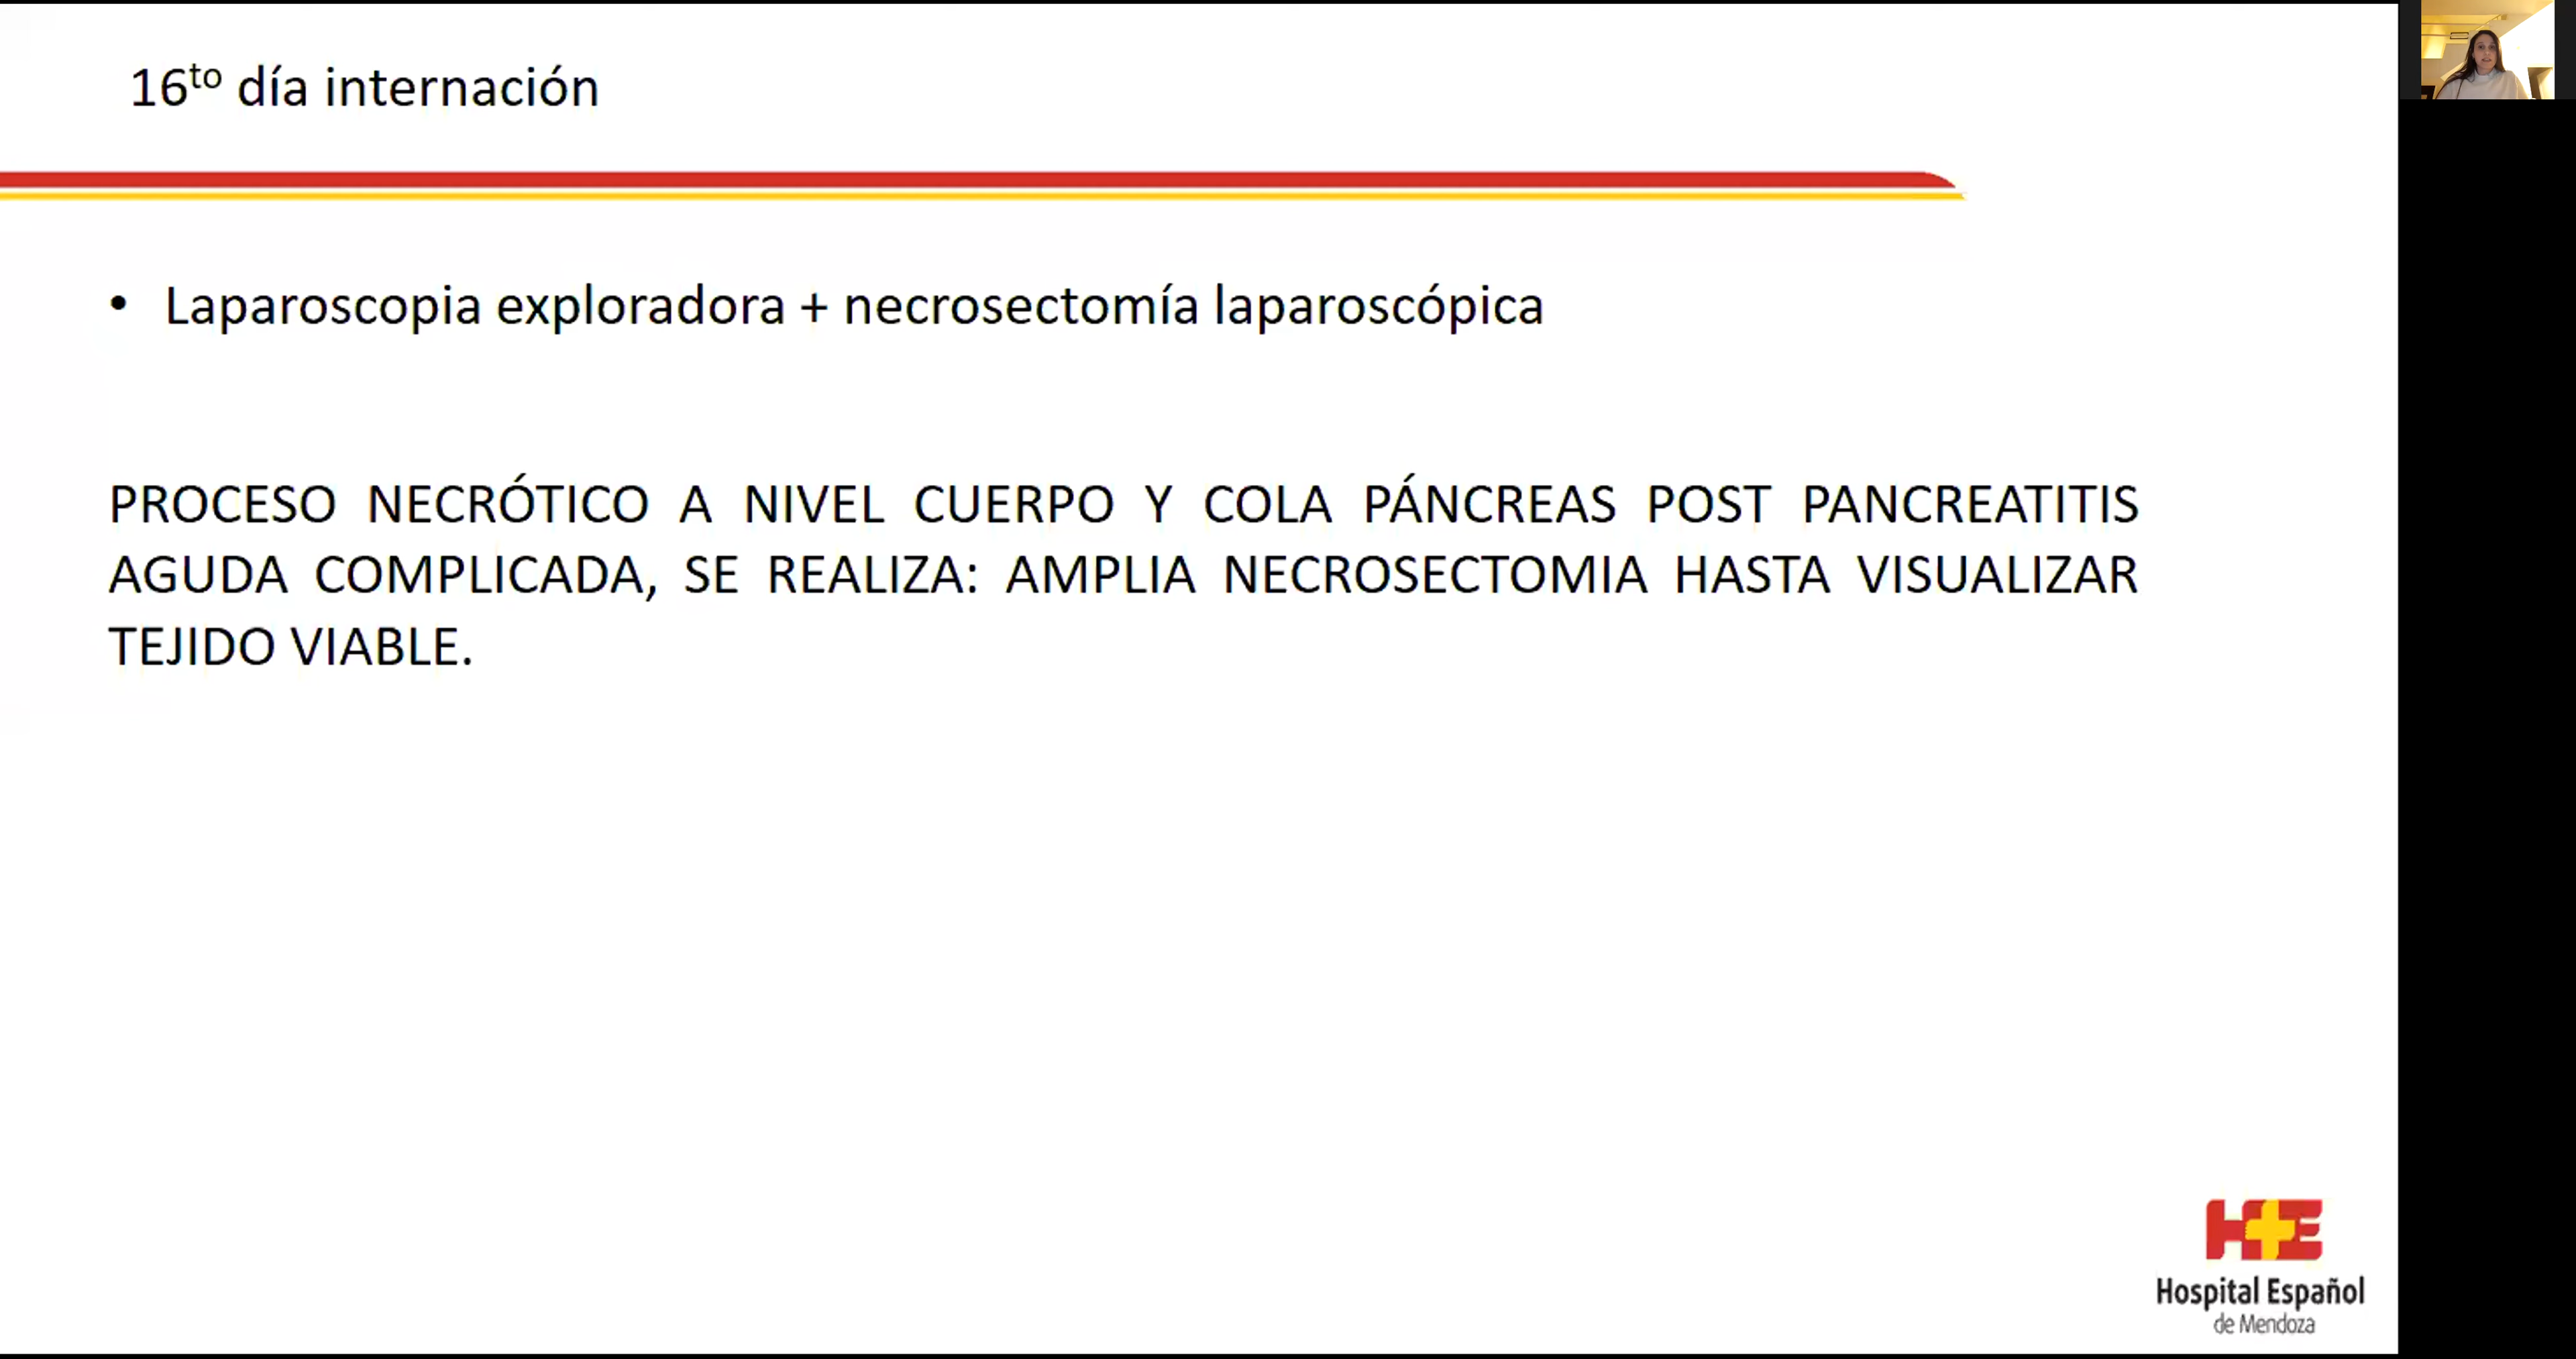 16to día internación
• Laparoscopia exploradora + necrosectomía laparoscópica
PROCESO NECRÓTICO A NIVEL CUERPO Y COLA PÁNCREAS POST PANCREATITIS
AGUDA COMPLICADA, SE REALIZA: AMPLIA NECROSECTOMIA HASTA VISUALIZAR
TEJIDO VIABLE.
HE
Hospital Español
de Mendoza